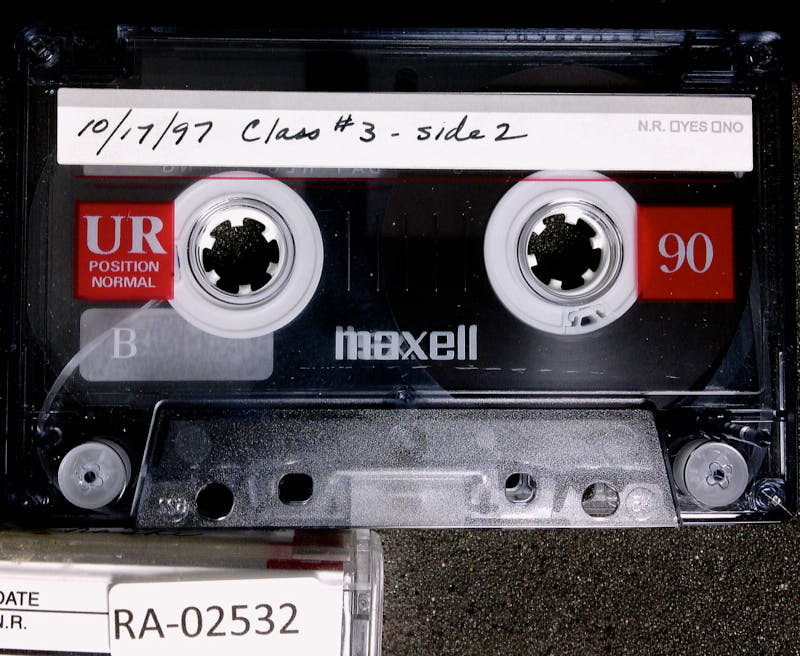 10/17/97 Class #3 - side 2
N.R. □YES □NO
UR
POSITION
NORMAL
90
B
maxell
DATE
N.R.
RA-02532